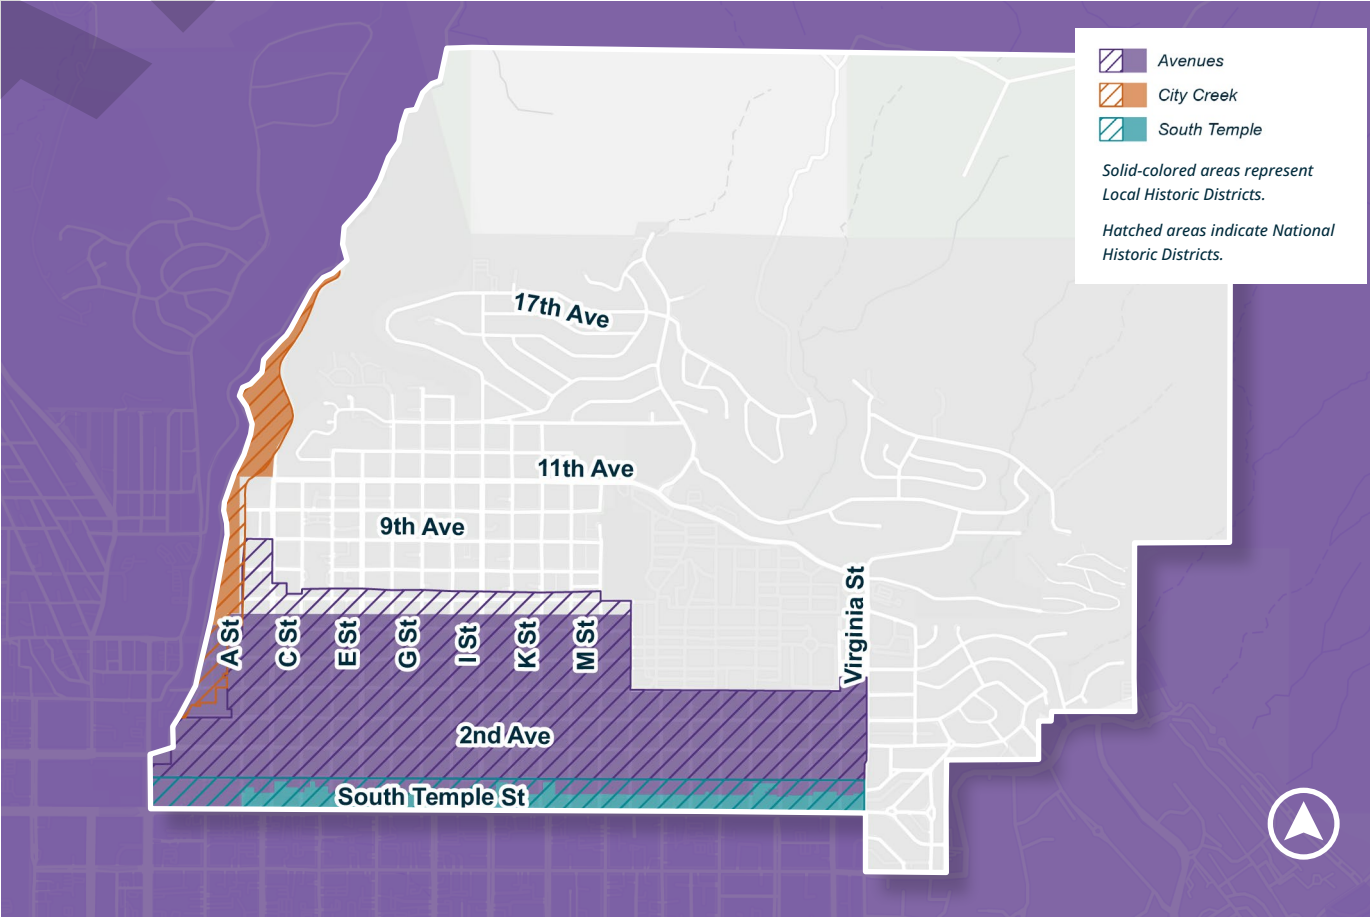 Avenues
City Creek
South Temple
Solid-colored areas represent
Local Historic Districts.
Hatched areas indicate National
Historic Districts.
17th Ave
11th Ave
9th Ave
A St
C St
E St
G St
I St
K St
M St
Virginia St
2nd Ave
South Temple St